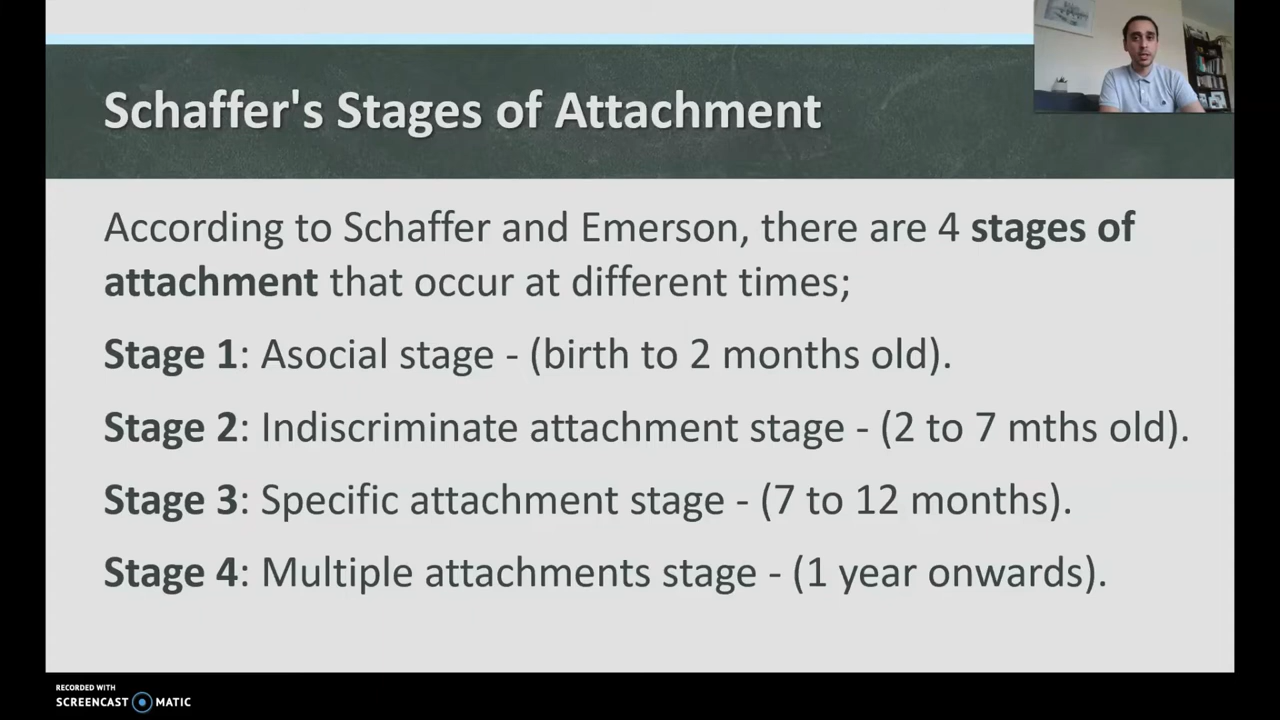 Schaffer's Stages of Attachment
According to Schaffer and Emerson, there are 4 stages of
attachment that occur at different times;
Stage 1: Asocial stage - (birth to 2 months old).
Stage 2: Indiscriminate attachment stage - (2 to 7 mths old).
Stage 3: Specific attachment stage - (7 to 12 months).
Stage 4: Multiple attachments stage - (1 year onwards).
RECORDED WITH
SCREENCAST MATIC